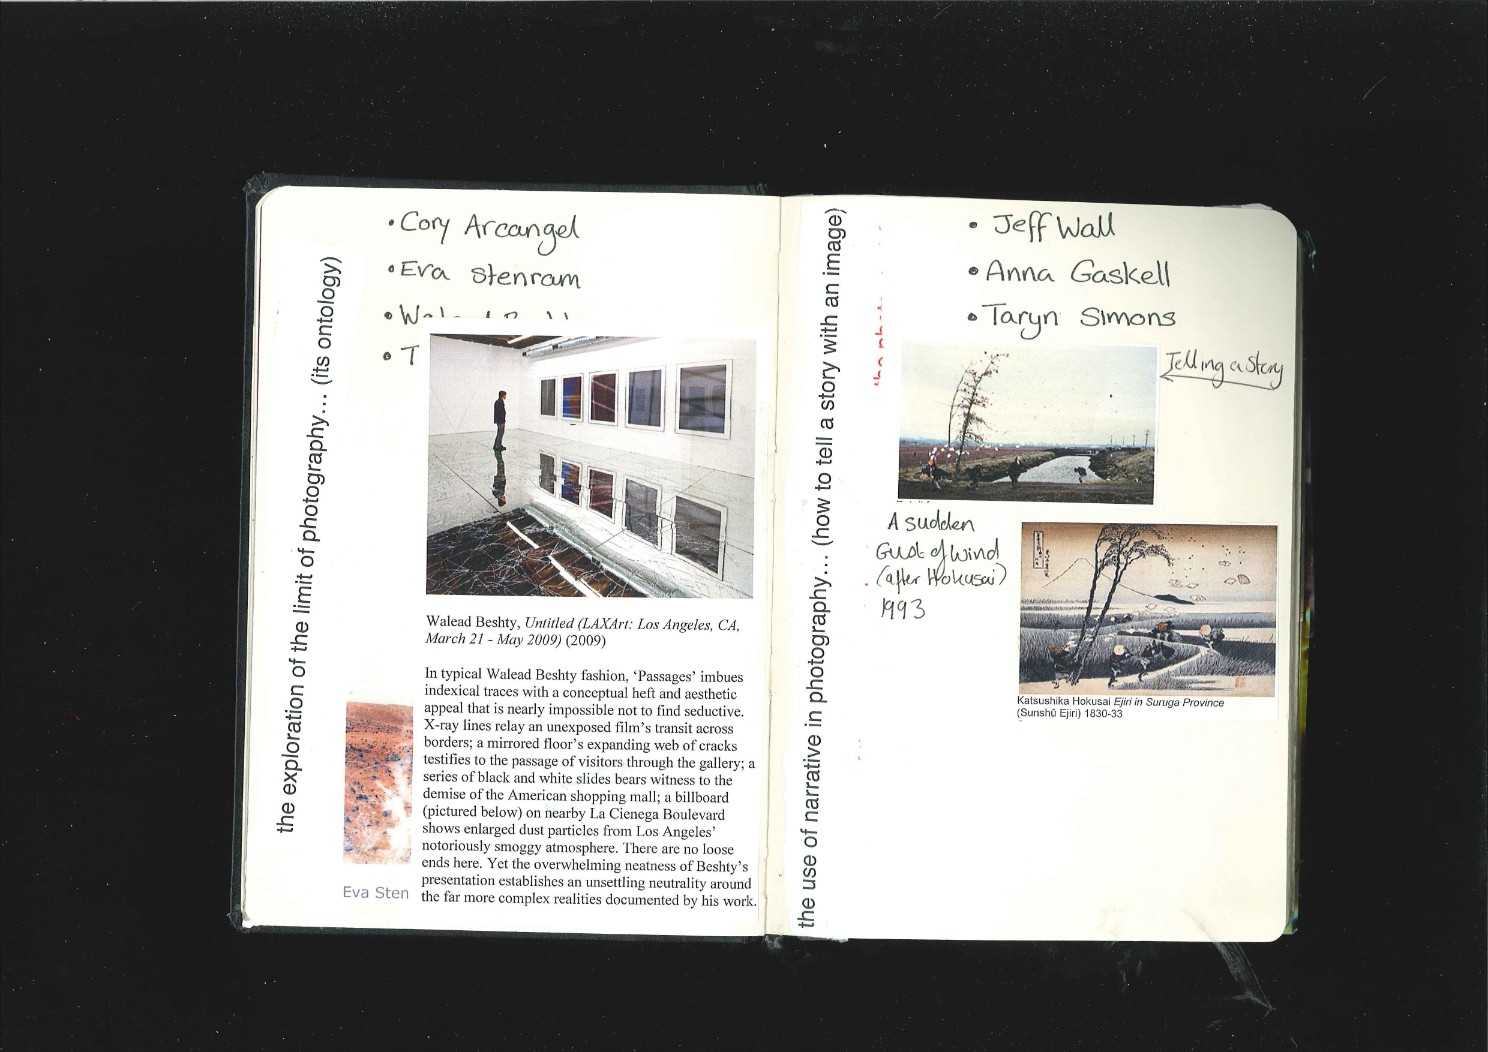 • Cory Arcangel
• Eva Stenram
the exploration of the limit of photography... (its ontology)
Walead Beshty, Untitled (LAXArt: Los Angeles, CA,
March 21 - May 2009) (2009)
In typical Walead Beshty fashion, ‘Passages’ imbues
indexical traces with a conceptual heft and aesthetic
appeal that is nearly impossible not to find seductive.
X-ray lines relay an unexposed film’s transit across
borders; a mirrored floor’s expanding web of cracks
testifies to the passage of visitors through the gallery; a
series of black and white slides bears witness to the
demise of the American shopping mall; a billboard
(pictured below) on nearby La Cienega Boulevard
shows enlarged dust particles from Los Angeles’
notoriously smoggy atmosphere. There are no loose
ends here. Yet the overwhelming neatness of Beshty’s
presentation establishes an unsettling neutrality around
the far more complex realities documented by his work.
Eva Sten
the use of narrative in photography... (how to tell a story with an image)
• Jeff Wall
• Anna Gaskell
• Taryn Simons
Telling a Story
A sudden
Gust of wind
(after Hokusai)
1993
Katsushika Hokusai Ejiri in Suruga Province
(Sunshū Ejiri) 1830-33